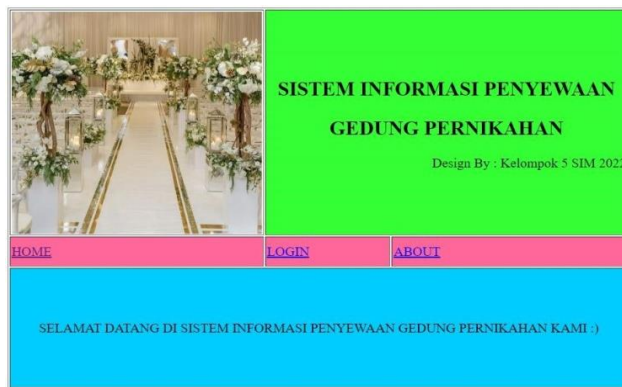 SISTEM INFORMASI PENYEWAAN
GEDUNG PERNIKAHAN
Design By : Kelompok 5 SIM 2022
HOME
LOGIN
ABOUT
SELAMAT DATANG DI SISTEM INFORMASI PENYEWAAN GEDUNG PERNIKAHAN KAMI :)